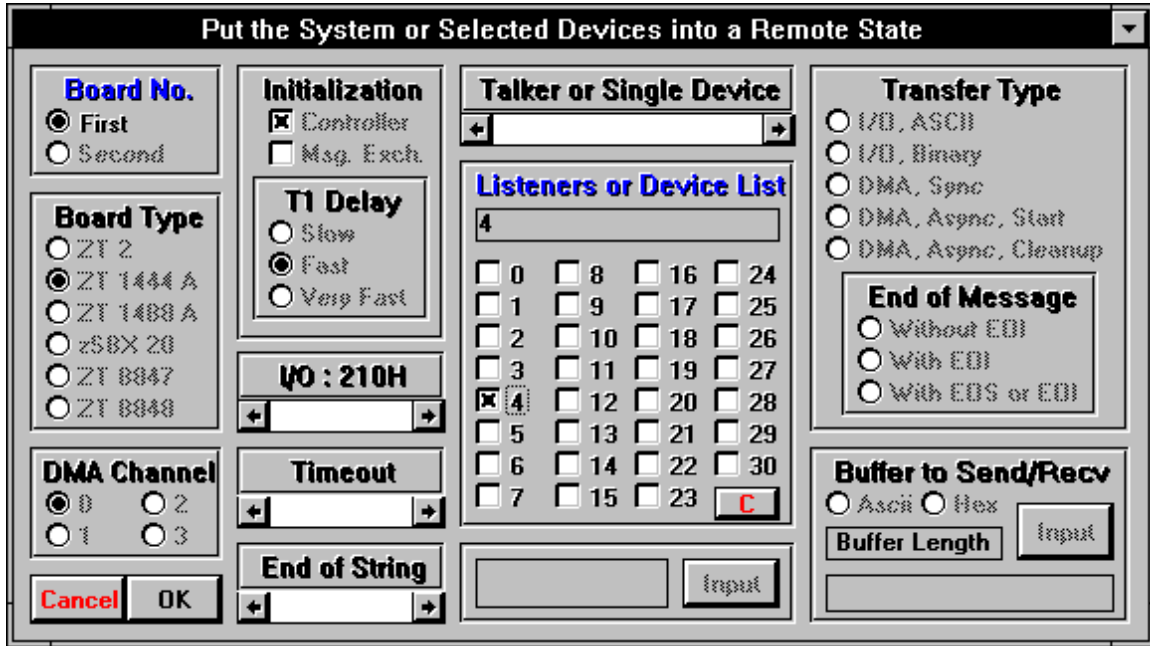 Put the System or Selected Devices into a Remote State
Board No.
First
Second
Board Type
ZT 2
ZT 1444 A
ZT 1488 A
zSBX 20
ZT 8847
ZT 8848
DMA Channel
0 2
1 3
Cancel OK
Initialization
Controller
Msg. Exch.
T1 Delay
Slow
Fast
Very Fast
I/O : 210H
Timeout
End of String
Talker or Single Device
Listeners or Device List
4
0 8 16 24
1 9 17 25
2 10 18 26
3 11 19 27
4 12 20 28
5 13 21 29
6 14 22 30
7 15 23 C
Input
Transfer Type
I/O, ASCII
I/O, Binary
DMA, Sync
DMA, Async, Start
DMA, Async, Cleanup
End of Message
Without EOI
With EOI
With EOS or EOI
Buffer to Send/Recv
Ascii Hex
Buffer Length
Input